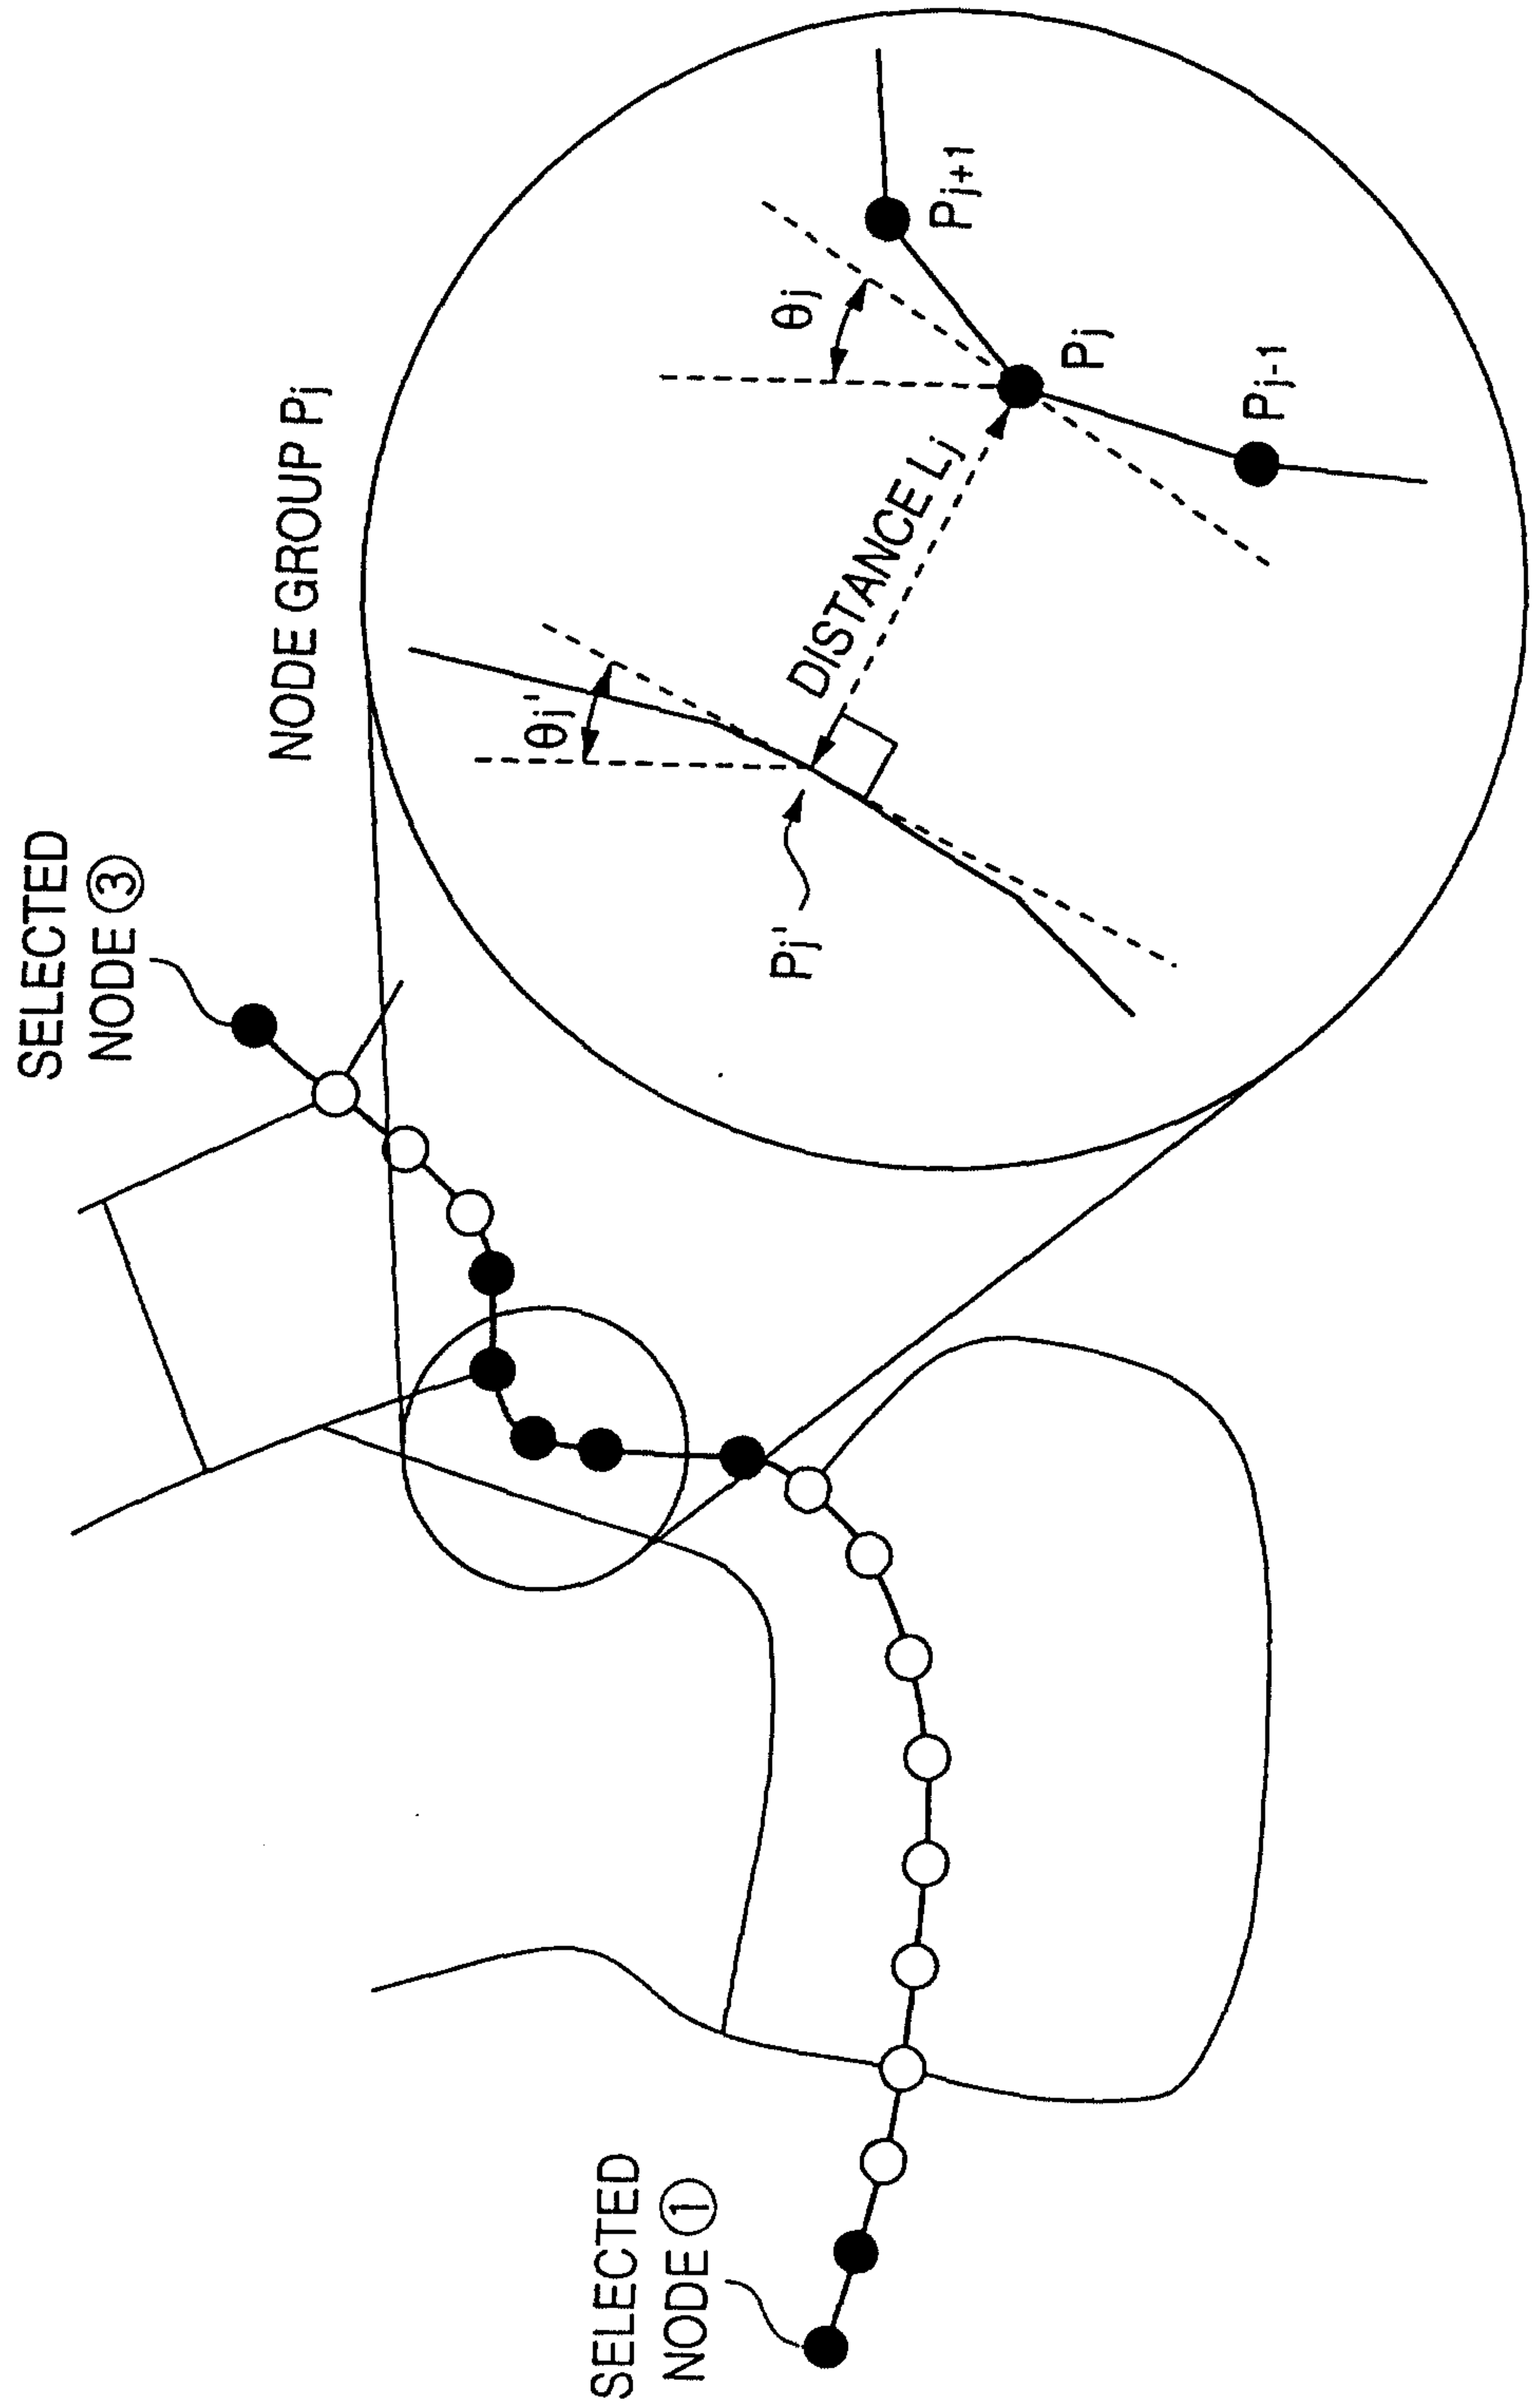 SELECTED
NODE ①
SELECTED
NODE ③
NODE GROUP Pj
θj'
Pj'
DISTANCE Lj
θj
Pj+1
Pj
Pj-1